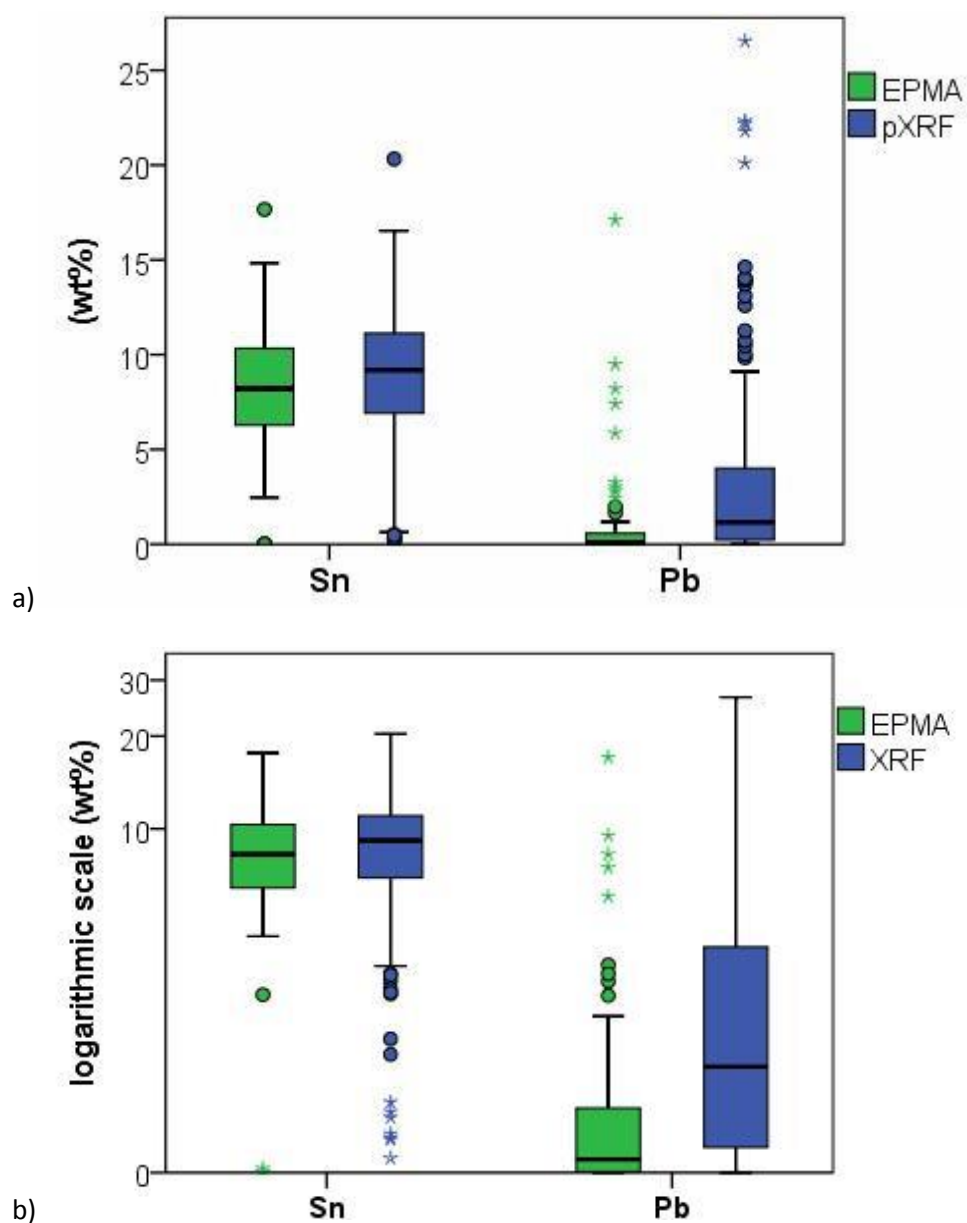 25
20
15
10
5
0
(wt%)
EPMA
pXRF
Sn Pb
a)
30
20
10
0
logarithmic scale (wt%)
EPMA
XRF
Sn Pb
b)